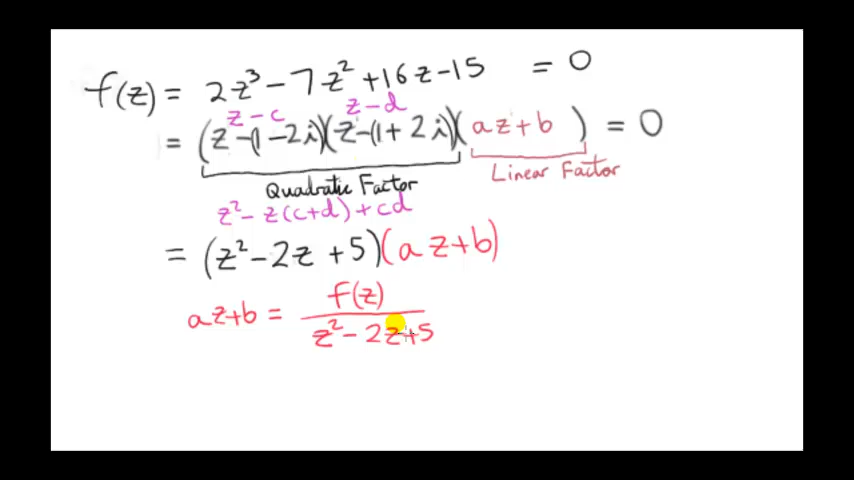 f(z) = 2z³ - 7z² + 16z - 15 = 0
z - c z - d
= (z - (1 - 2i)(z - (1 + 2i)(az + b) = 0
Quadratic Factor Linear Factor
z² - z(c+d) + cd
= (z² - 2z + 5)(az + b)
az + b = f(z)
z² - 2z + 5